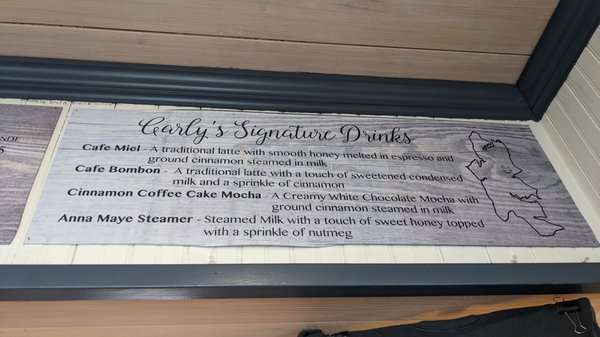 NDE
Carly's Signature Drinks
Cafe Miel - A traditional latte with smooth honey melted in espresso and
ground cinnamon steamed in milk
Cafe Bombon - A traditional latte with a touch of sweetened condensed
milk and a sprinkle of cinnamon
Cinnamon Coffee Cake Mocha - A Creamy White Chocolate Mocha with
ground cinnamon steamed in milk
Anna Maye Steamer - Steamed Milk with a touch of sweet honey topped
with a sprinkle of nutmeg